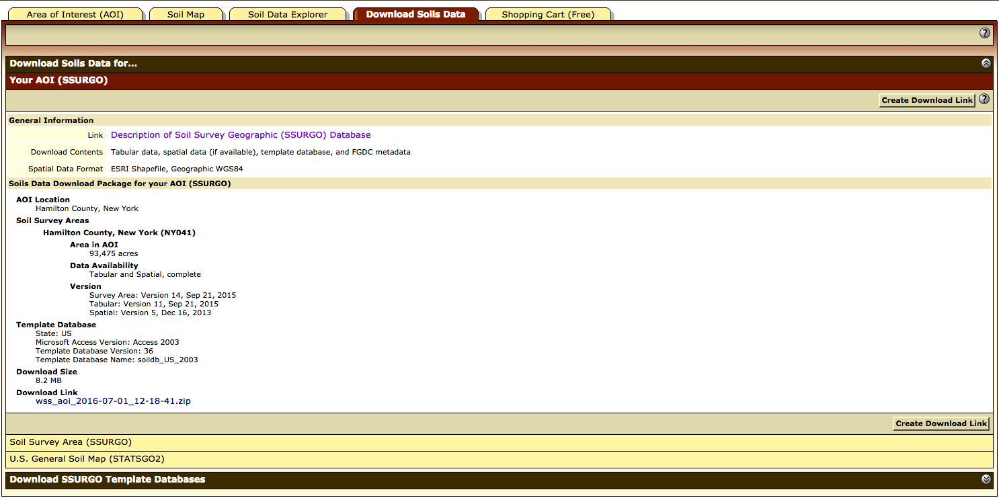 Area of Interest (AOI) Soil Map Soil Data Explorer Download Soils Data Shopping Cart (Free)
?
Download Soils Data for...
Your AOI (SSURGO)
Create Download Link ?
General Information
Link Description of Soil Survey Geographic (SSURGO) Database
Download Contents Tabular data, spatial data (if available), template database, and FGDC metadata
Spatial Data Format ESRI Shapefile, Geographic WGS84
Soils Data Download Package for your AOI (SSURGO)
AOI Location
Hamilton County, New York
Soil Survey Areas
Hamilton County, New York (NY041)
Area in AOI
93,475 acres
Data Availability
Tabular and Spatial, complete
Version
Survey Area: Version 14, Sep 21, 2015
Tabular: Version 11, Sep 21, 2015
Spatial: Version 5, Dec 16, 2013
Template Database
State: US
Microsoft Access Version: Access 2003
Template Database Version: 36
Template Database Name: soildb_US_2003
Download Size
8.2 MB
Download Link
wss_aoi_2016-07-01_12-18-41.zip
Create Download Link
Soil Survey Area (SSURGO)
U.S. General Soil Map (STATSGO2)
Download SSURGO Template Databases